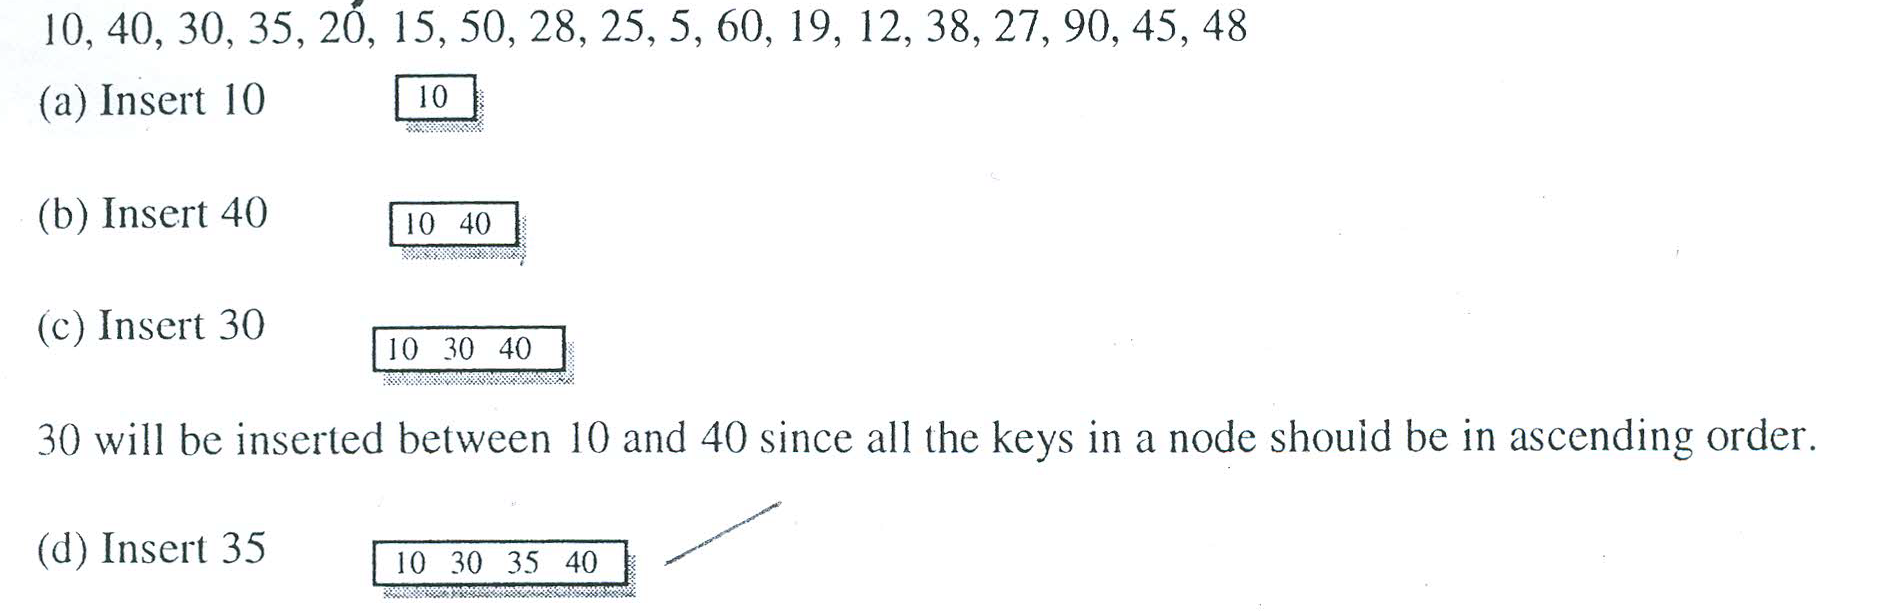 10, 40, 30, 35, 20, 15, 50, 28, 25, 5, 60, 19, 12, 38, 27, 90, 45, 48
(a) Insert 10 10
(b) Insert 40 10 40
(c) Insert 30 10 30 40
30 will be inserted between 10 and 40 since all the keys in a node should be in ascending order.
(d) Insert 35 10 30 35 40